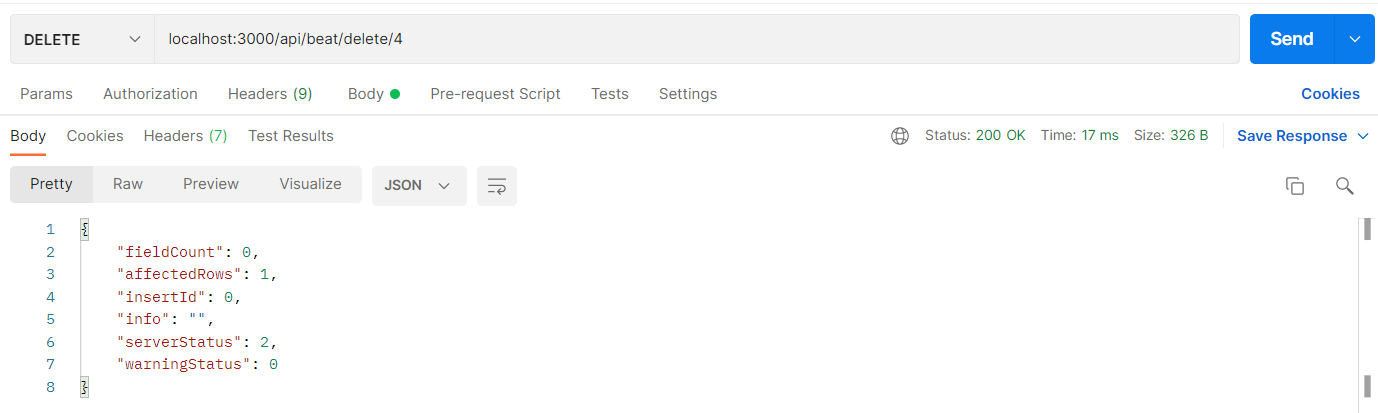 DELETE localhost:3000/api/beat/delete/4 Send
Params Authorization Headers (9) Body Pre-request Script Tests Settings Cookies
Body Cookies Headers (7) Test Results Status: 200 OK Time: 17 ms Size: 326 B Save Response
Pretty Raw Preview Visualize JSON
1 {
2 "fieldCount": 0,
3 "affectedRows": 1,
4 "insertId": 0,
5 "info": "",
6 "serverStatus": 2,
7 "warningStatus": 0
8 }